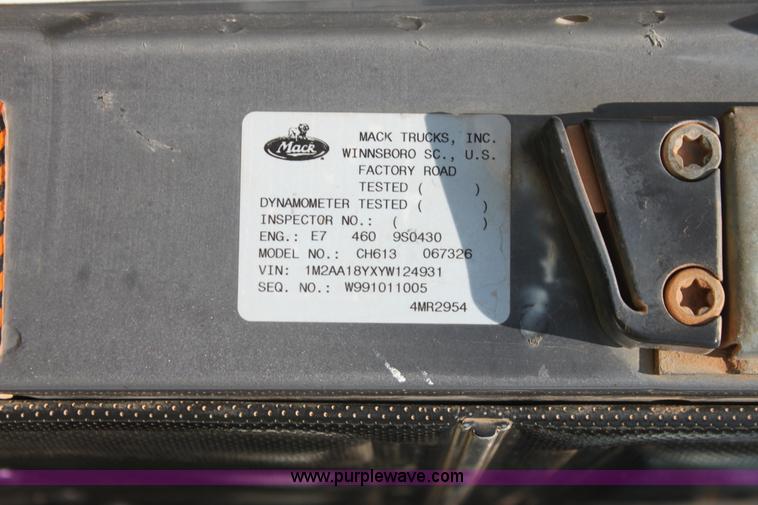 Mack
MACK TRUCKS, INC.
WINNSBORO SC., U.S.
FACTORY ROAD
TESTED ( )
DYNAMOMETER TESTED ( )
INSPECTOR NO.: ( )
ENG.: E7 460 9S0430
MODEL NO.: CH613 067326
VIN: 1M2AA18YXYW124931
SEQ. NO.: W991011005
4MR2954
www.purplewave.com